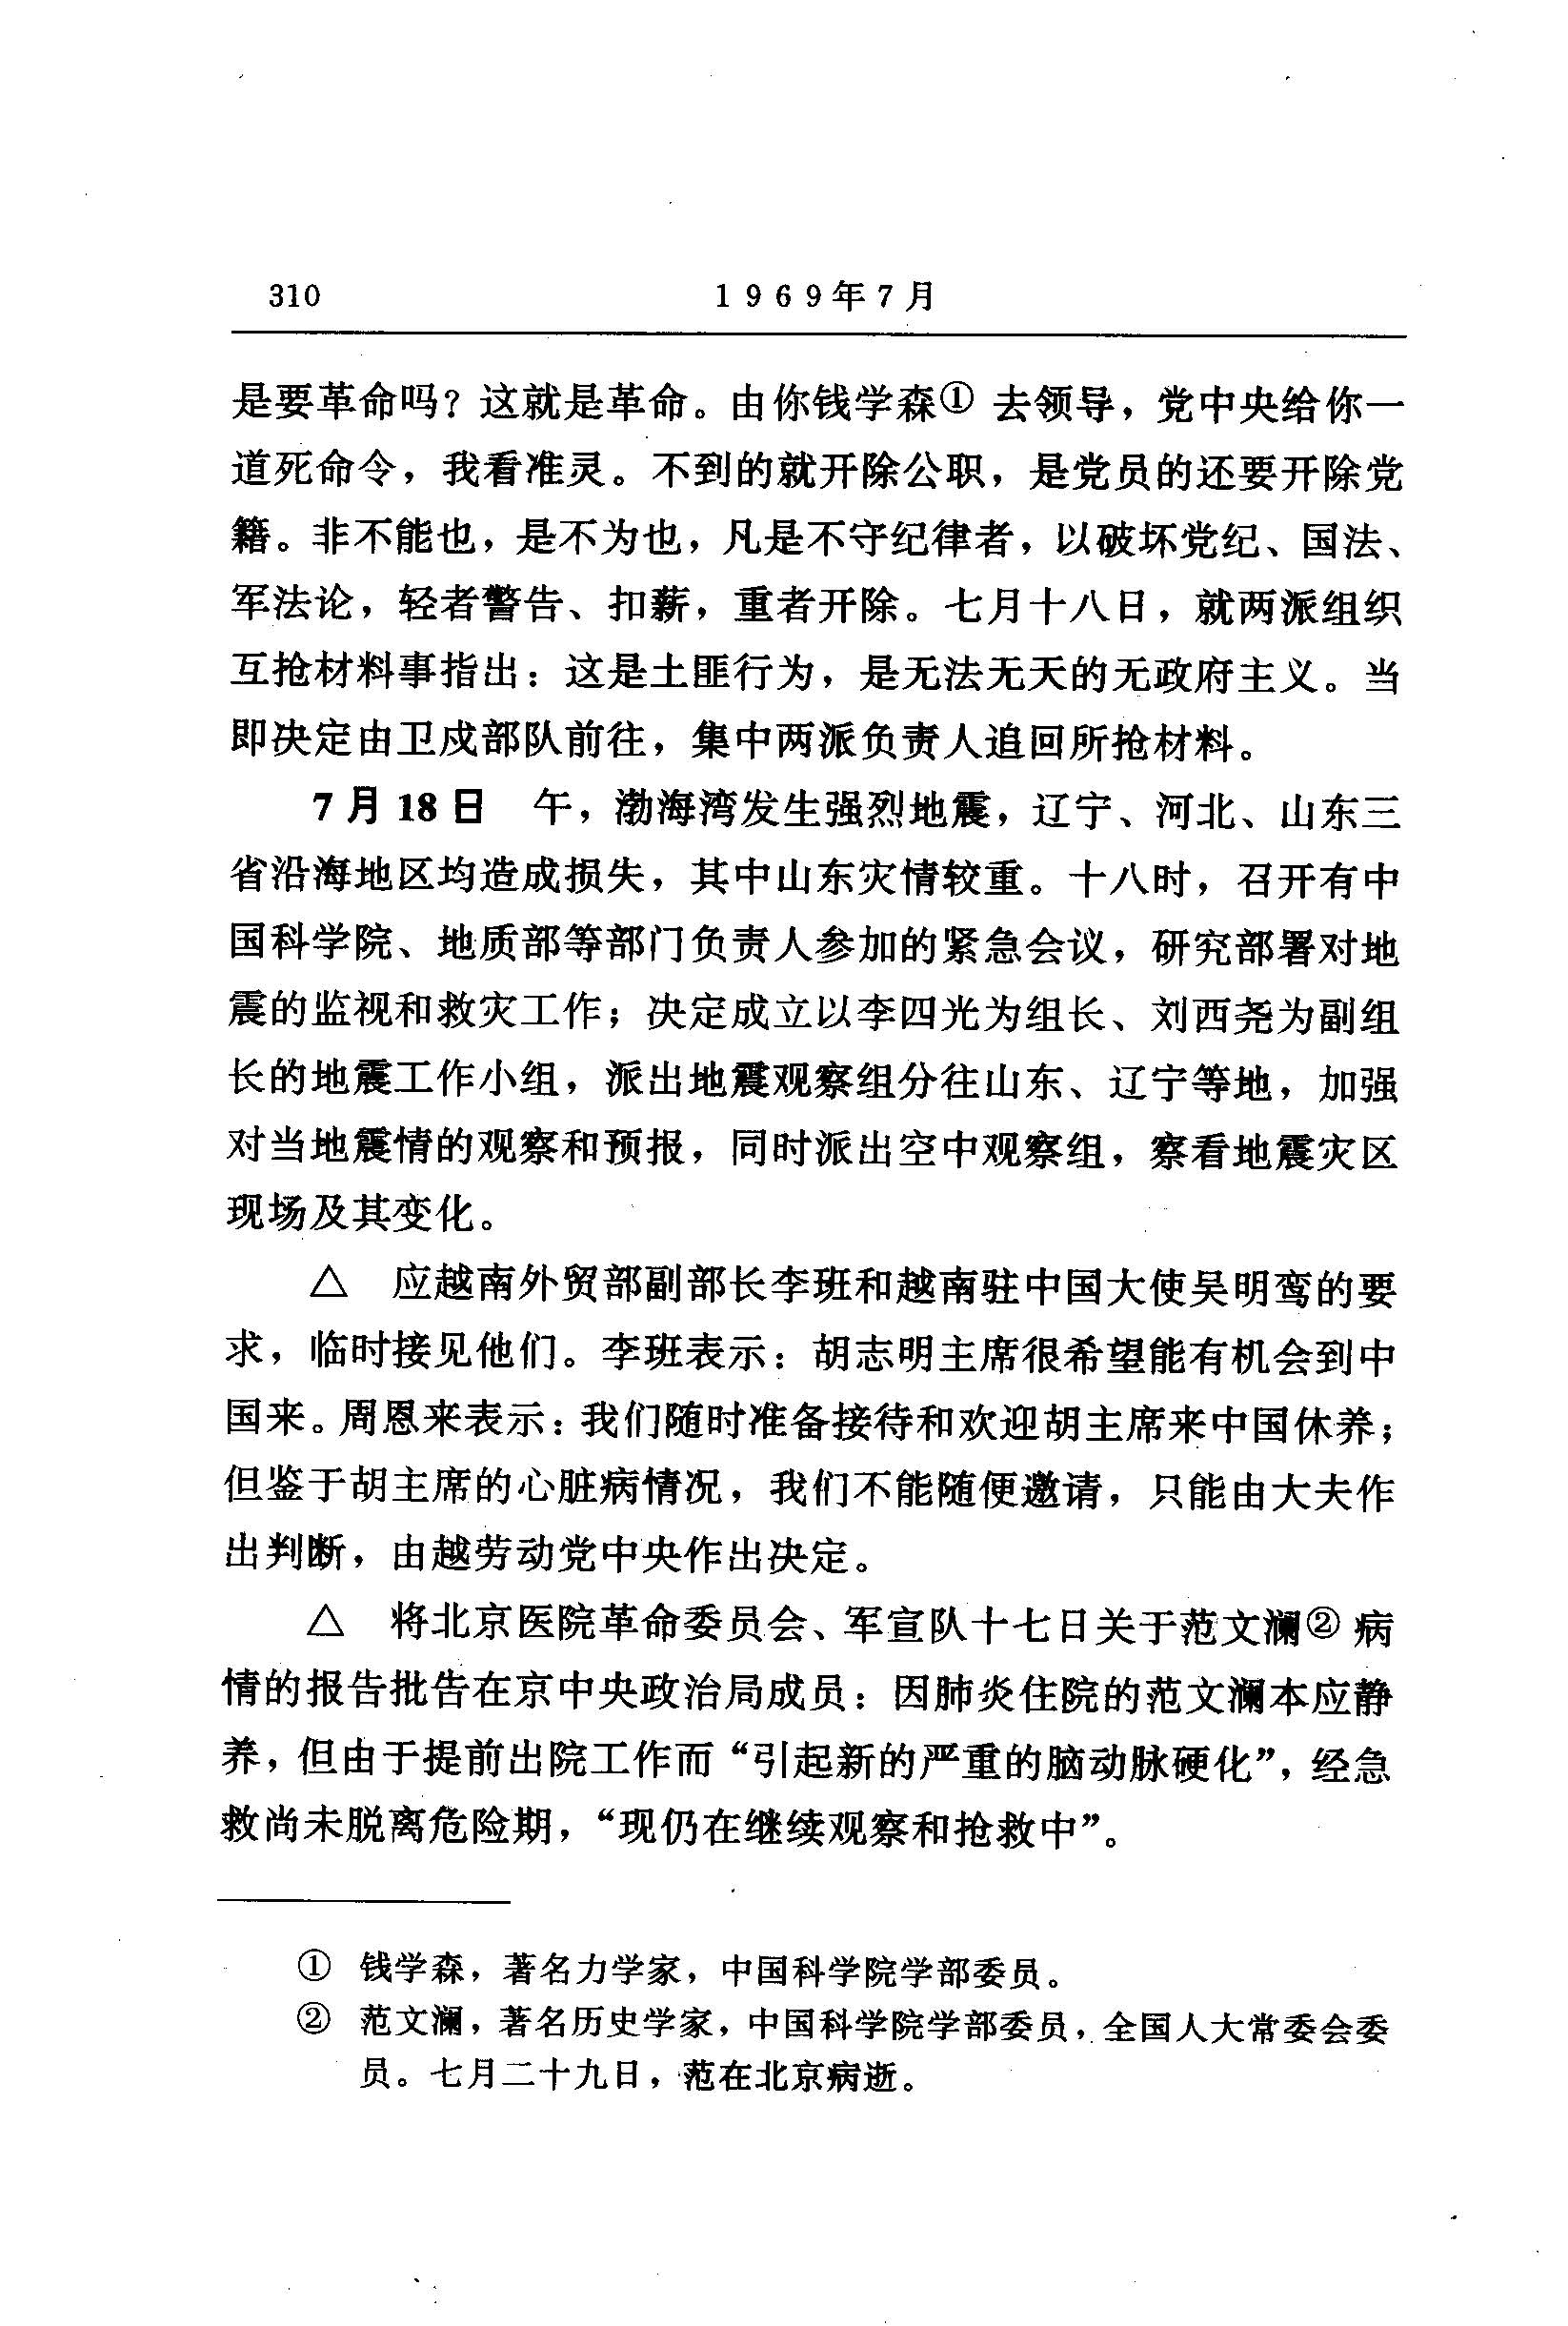 310 1969年7月
是要革命吗？这就是革命。由你钱学森① 去领导，党中央给你一
道死命令，我看准灵。不到的就开除公职，是党员的还要开除党
籍。非不能也，是不为也，凡是不守纪律者，以破坏党纪、国法、
军法论，轻者警告、扣薪，重者开除。七月十八日，就两派组织
互抢材料事指出：这是土匪行为，是无法无天的无政府主义。当
即决定由卫戍部队前往，集中两派负责人追回所抢材料。
7月18日 午，渤海湾发生强烈地震，辽宁、河北、山东三
省沿海地区均造成损失，其中山东灾情较重。十八时，召开有中
国科学院、地质部等部门负责人参加的紧急会议，研究部署对地
震的监视和救灾工作；决定成立以李四光为组长、刘西尧为副组
长的地震工作小组，派出地震观察组分往山东、辽宁等地，加强
对当地震情的观察和预报，同时派出空中观察组，察看地震灾区
现场及其变化。
△ 应越南外贸部副部长李班和越南驻中国大使吴明鸾的要
求，临时接见他们。李班表示：胡志明主席很希望能有机会到中
国来。周恩来表示：我们随时准备接待和欢迎胡主席来中国休养；
但鉴于胡主席的心脏病情况，我们不能随便邀请，只能由大夫作
出判断，由越劳动党中央作出决定。
△ 将北京医院革命委员会、军宣队十七日关于范文澜② 病
情的报告批告在京中央政治局成员：因肺炎住院的范文澜本应静
养，但由于提前出院工作而“引起新的严重的脑动脉硬化”，经急
救尚未脱离危险期，“现仍在继续观察和抢救中”。
① 钱学森，著名力学家，中国科学院学部委员。
② 范文澜，著名历史学家，中国科学院学部委员，全国人大常委会委
员。七月二十九日，范在北京病逝。